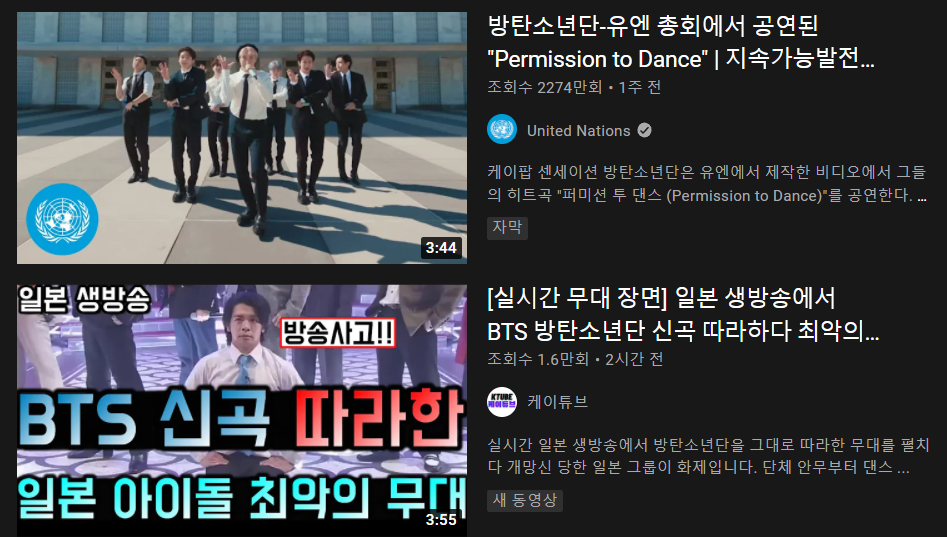 방탄소년단-유엔 총회에서 공연된
"Permission to Dance" | 지속가능발전...
조회수 2274만회 • 1주 전
United Nations
케이팝 센세이션 방탄소년단은 유엔에서 제작한 비디오에서 그들
의 히트곡 "퍼미션 투 댄스 (Permission to Dance)"를 공연한다. ...
자막
3:44
일본 생방송
방송사고!!
BTS 신곡 따라한
일본 아이돌 최악의 무대
3:55
[실시간 무대 장면] 일본 생방송에서
BTS 방탄소년단 신곡 따라하다 최악의...
조회수 1.6만회 • 2시간 전
KTUBE
케이튜브
케이튜브
실시간 일본 생방송에서 방탄소년단을 그대로 따라한 무대를 펼치
다 개망신 당한 일본 그룹이 화제입니다. 단체 안무부터 댄스 ...
새 동영상